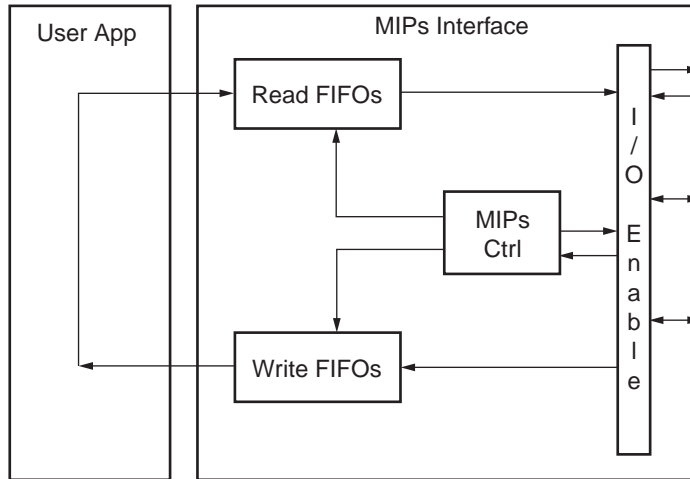 User App
MIPs Interface
Read FIFOs
MIPs
Ctrl
Write FIFOs
I
/
O
E
n
a
b
l
e